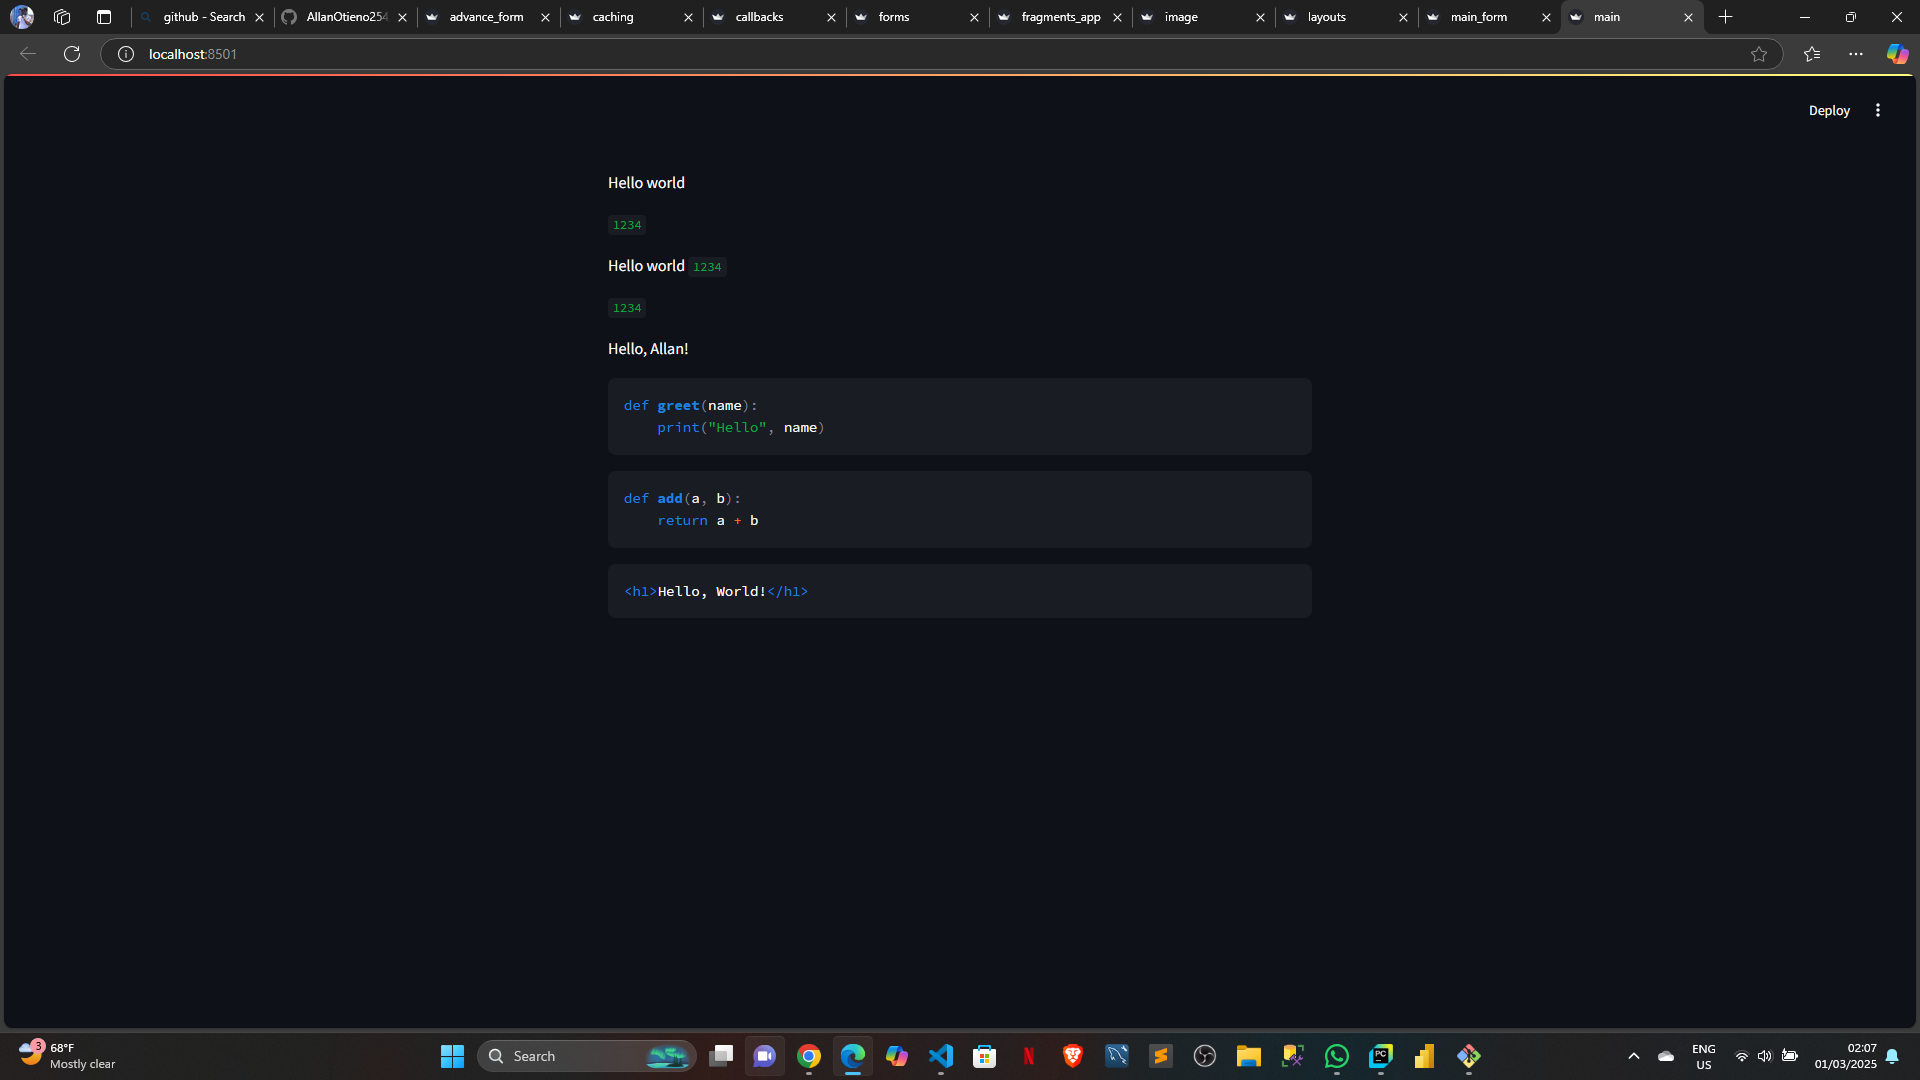 github - Search
AllanOtieno254
advance_form
caching
callbacks
forms
fragments_app
image
layouts
main_form
main
localhost:8501
Deploy
Hello world
1234
Hello world 1234
1234
Hello, Allan!
def greet(name):
    print("Hello", name)
def add(a, b):
    return a + b
<h1>Hello, World!</h1>
3
68°F
Mostly clear
Search
N
PC
ENG
US
02:07
01/03/2025